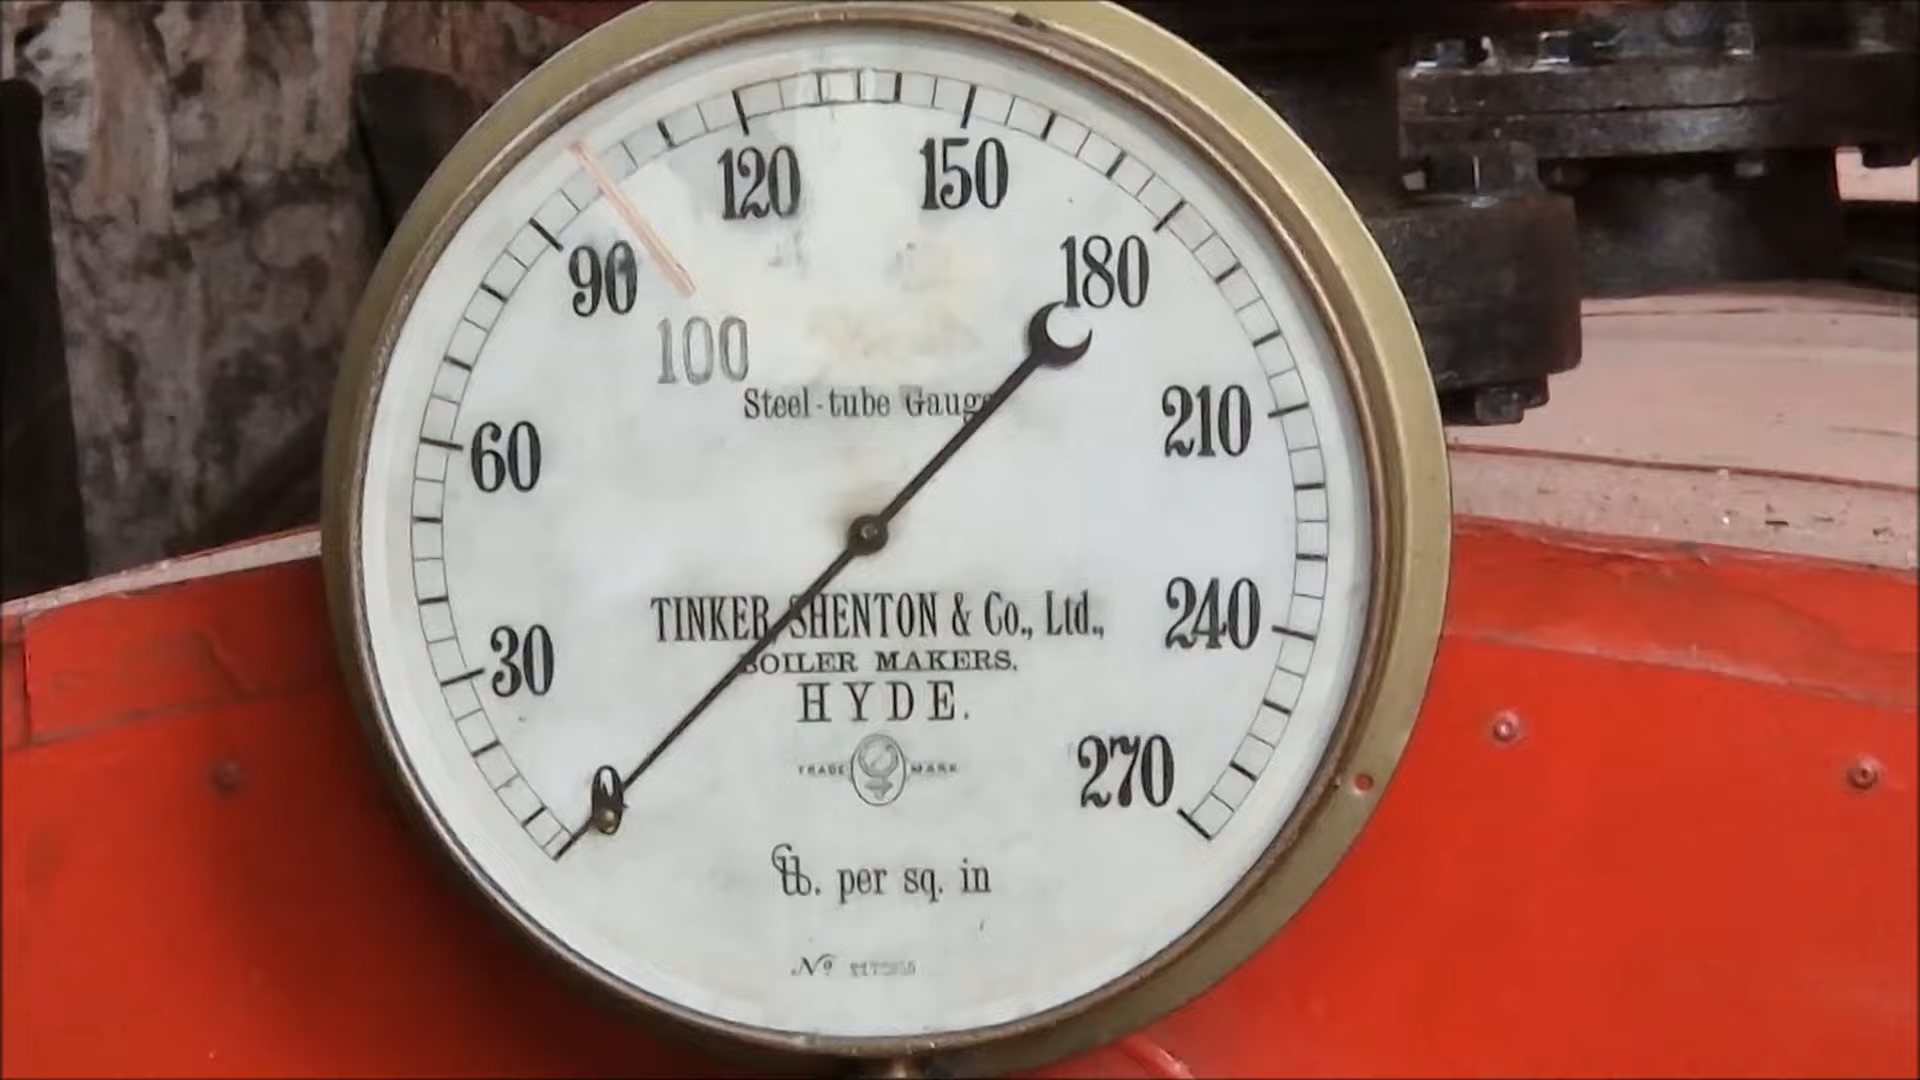 120 150
90 180
100
Steel-tube Gauge
60 210
TINKER, SHENTON & Co., Ltd.,
BOILER MAKERS.
HYDE.
30 240
0 270
TRADE MARK
lb. per sq. in
No